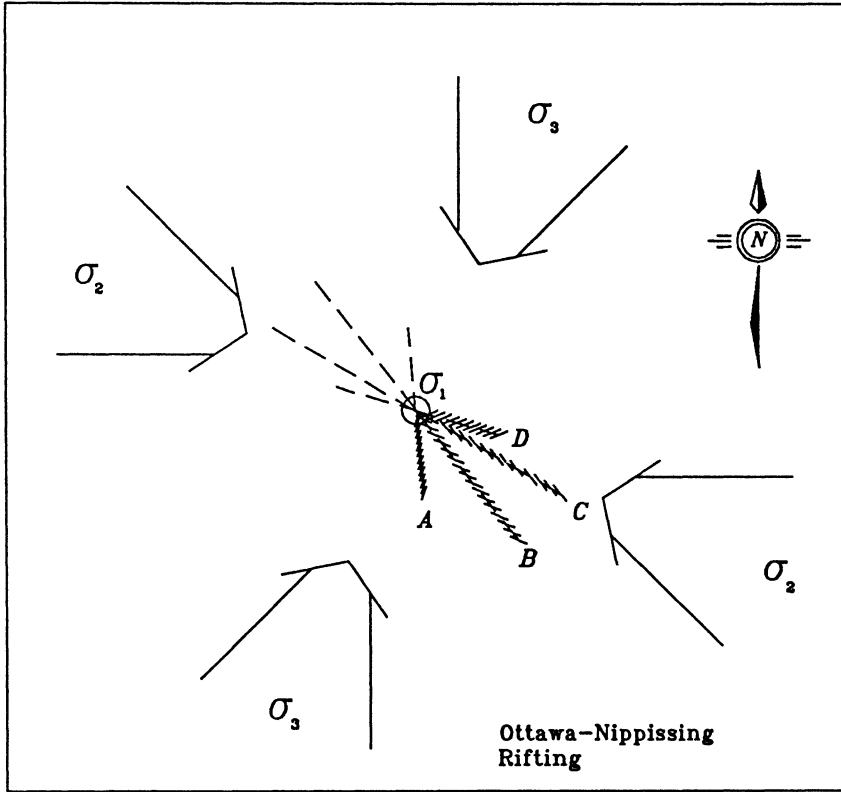 σ₃
σ₂
N
σ₁
D
A
C
B
σ₂
σ₃
Ottawa-Nippissing
Rifting